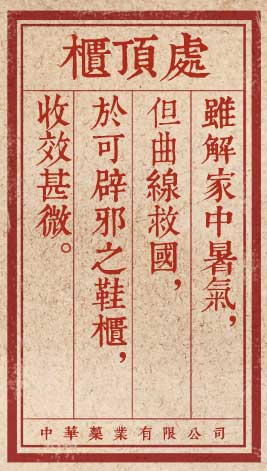 櫃頂處
雖解家中暑氣，
但曲線救國，
於可辟邪之鞋櫃，
收效甚微。
中華藥業有限公司